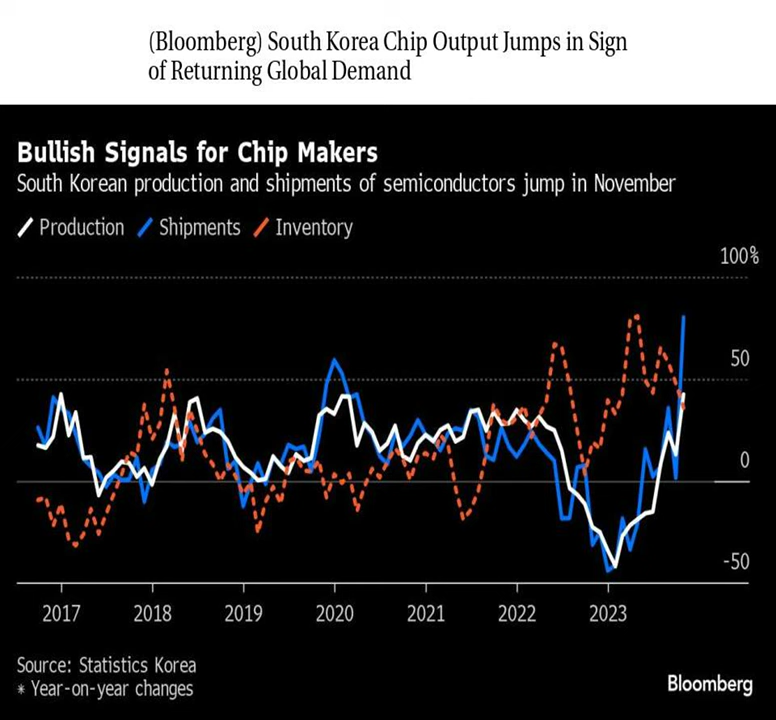 (Bloomberg) South Korea Chip Output Jumps in Sign
of Returning Global Demand
Bullish Signals for Chip Makers
South Korean production and shipments of semiconductors jump in November
Production Shipments Inventory
100%
50
0
-50
2017 2018 2019 2020 2021 2022 2023
Source: Statistics Korea
* Year-on-year changes
Bloomberg